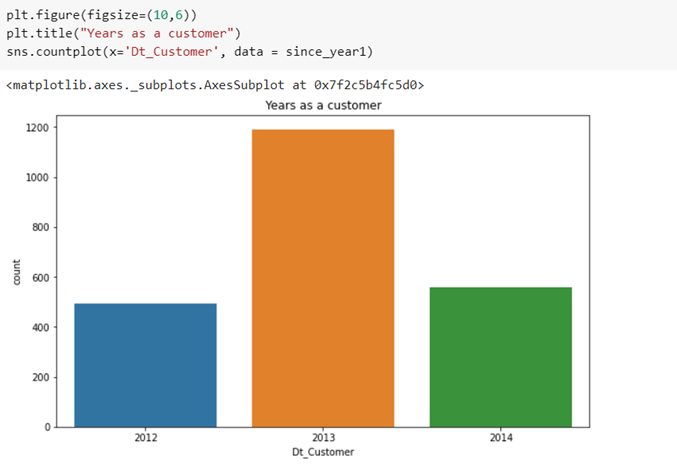 plt.figure(figsize=(10,6))
plt.title("Years as a customer")
sns.countplot(x='Dt_Customer', data = since_year1)
<matplotlib.axes._subplots.AxesSubplot at 0x7f2c5b4fc5d0>
Years as a customer
1200
1000
800
600
400
200
0
count
2012 2013 2014
Dt_Customer